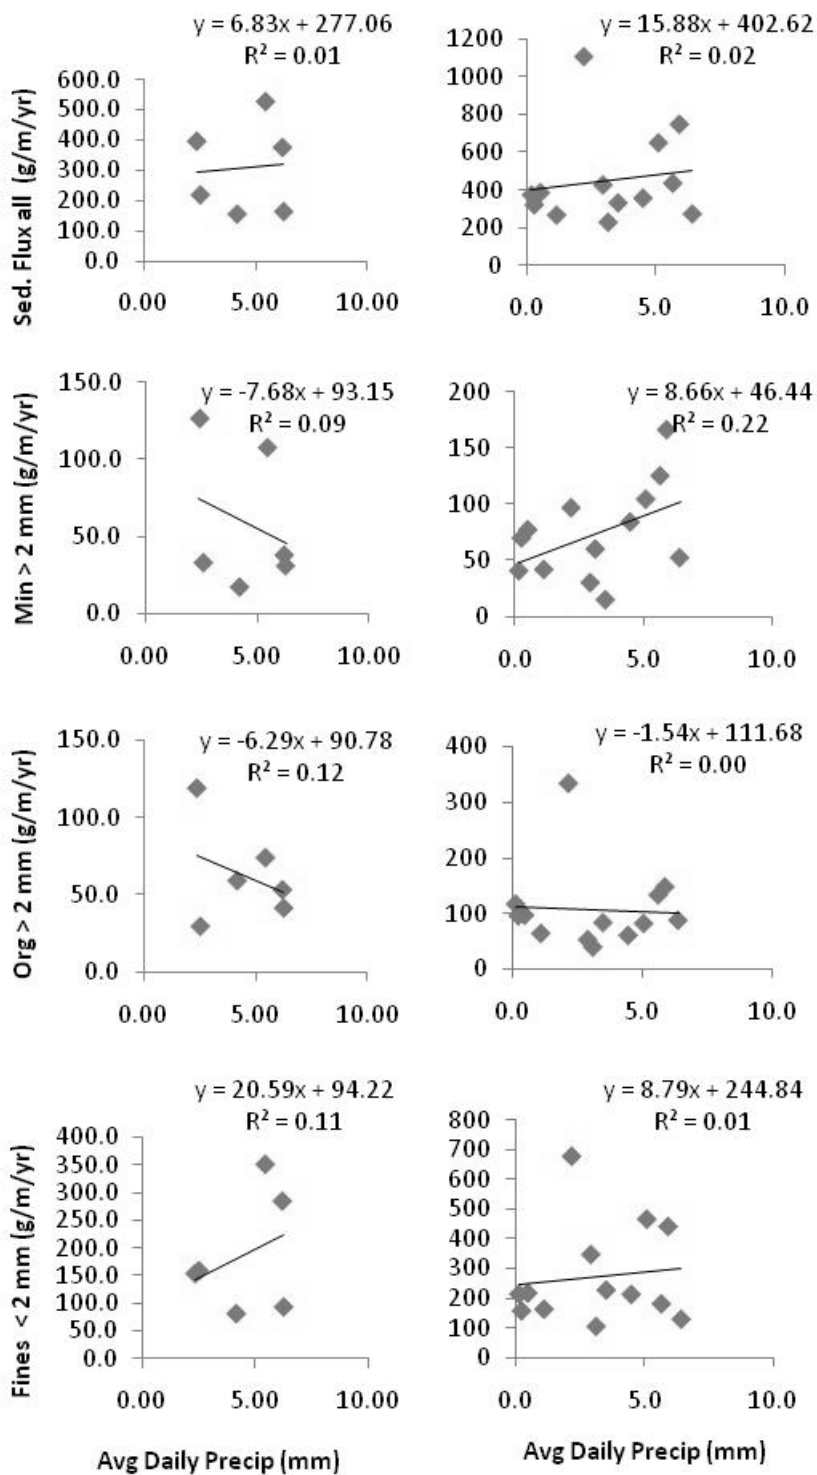 y = 6.83x + 277.06
R² = 0.01
600.0
500.0
400.0
300.0
200.0
100.0
0.0
0.00 5.00 10.00
Sed. Flux all (g/m/yr)
y = 15.88x + 402.62
R² = 0.02
1200
1000
800
600
400
200
0
0.0 5.0 10.0
y = -7.68x + 93.15
R² = 0.09
150.0
100.0
50.0
0.0
0.00 5.00 10.00
Min > 2 mm (g/m/yr)
y = 8.66x + 46.44
R² = 0.22
200
150
100
50
0
0.0 5.0 10.0
y = -6.29x + 90.78
R² = 0.12
150.0
100.0
50.0
0.0
0.00 5.00 10.00
Org > 2 mm (g/m/yr)
y = -1.54x + 111.68
R² = 0.00
400
300
200
100
0
0.0 5.0 10.0
y = 20.59x + 94.22
R² = 0.11
400.0
350.0
300.0
250.0
200.0
150.0
100.0
50.0
0.0
0.00 5.00 10.00
Fines < 2 mm (g/m/yr)
Avg Daily Precip (mm)
y = 8.79x + 244.84
R² = 0.01
800
700
600
500
400
300
200
100
0
0.0 5.0 10.0
Avg Daily Precip (mm)